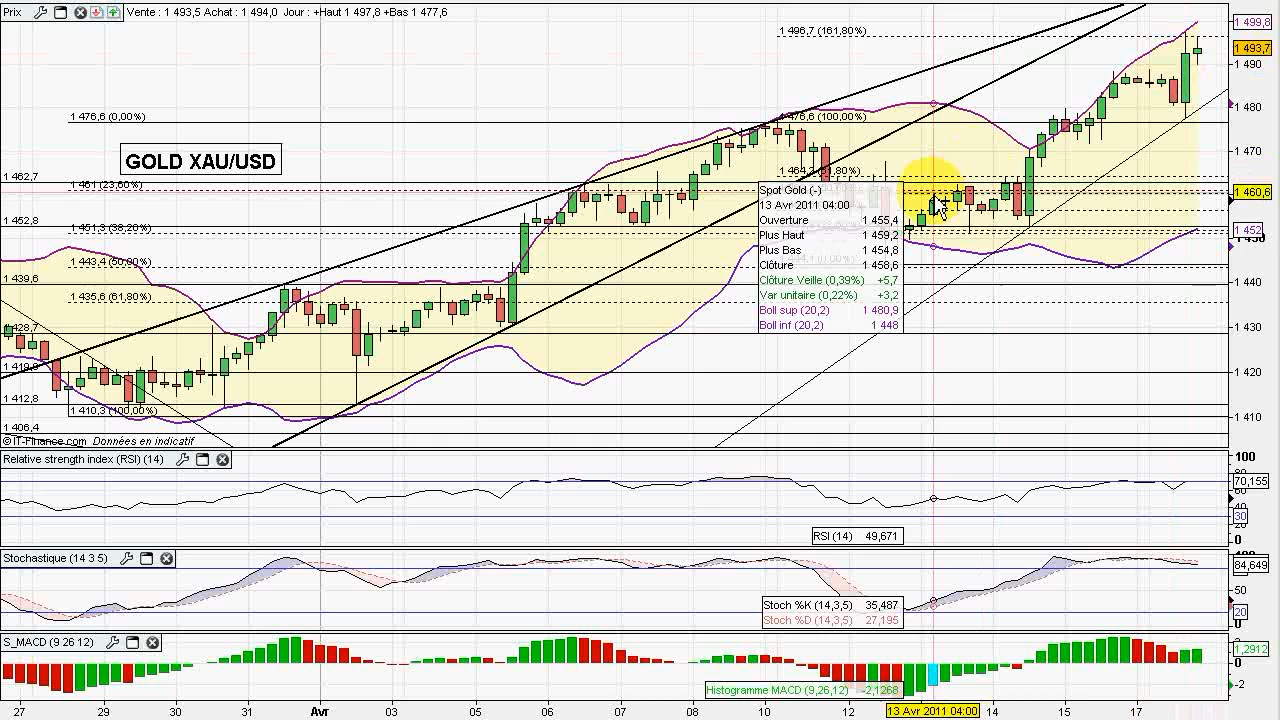 Prix Vente : 1 493,5 Achat : 1 494,0 Jour : +Haut 1 497,8 +Bas 1 477,6
1 499,8
1 496,7 (161,80%)
1 493,7
1 490
1 480
1 476,6 (0,00%)
1 476,6 (100,00%)
GOLD XAU/USD
1 470
1 462,7
1 461 (23,60%)
1 460,6
1 452,8
1 451,3 (38,20%)
1 452
1 443,4 (50,00%)
1 439,6
1 440
1 435,6 (61,80%)
1 428,7
1 430
1 420
1 412,8
1 410,3 (100,00%)
1 410
1 406,4
Spot Gold (-)
13 Avr 2011 04:00
Ouverture 1 455,4
Plus Haut 1 459,2
Plus Bas 1 454,8
Clôture 1 458,6
Clôture Veille (0,39%) +5,7
Var unitaire (0,22%) +3,2
Boll sup (20,2) 1 480,9
Boll inf (20,2) 1 448
© IT-Finance.com Données en indicatif
Relative strength index (RSI) (14)
100
70,155
30
0
RSI (14) 49,671
Stochastique (14 3 5)
84,649
50
20
0
Stoch %K (14,3,5) 35,487
Stoch %D (14,3,5) 27,195
S_MACD (9 26 12)
1,2912
0
-2
Histogramme MACD (9,26,12) -2,1268
27 29 30 31 Avr 03 05 06 07 08 10 12 13 Avr 2011 04:00 14 15 17